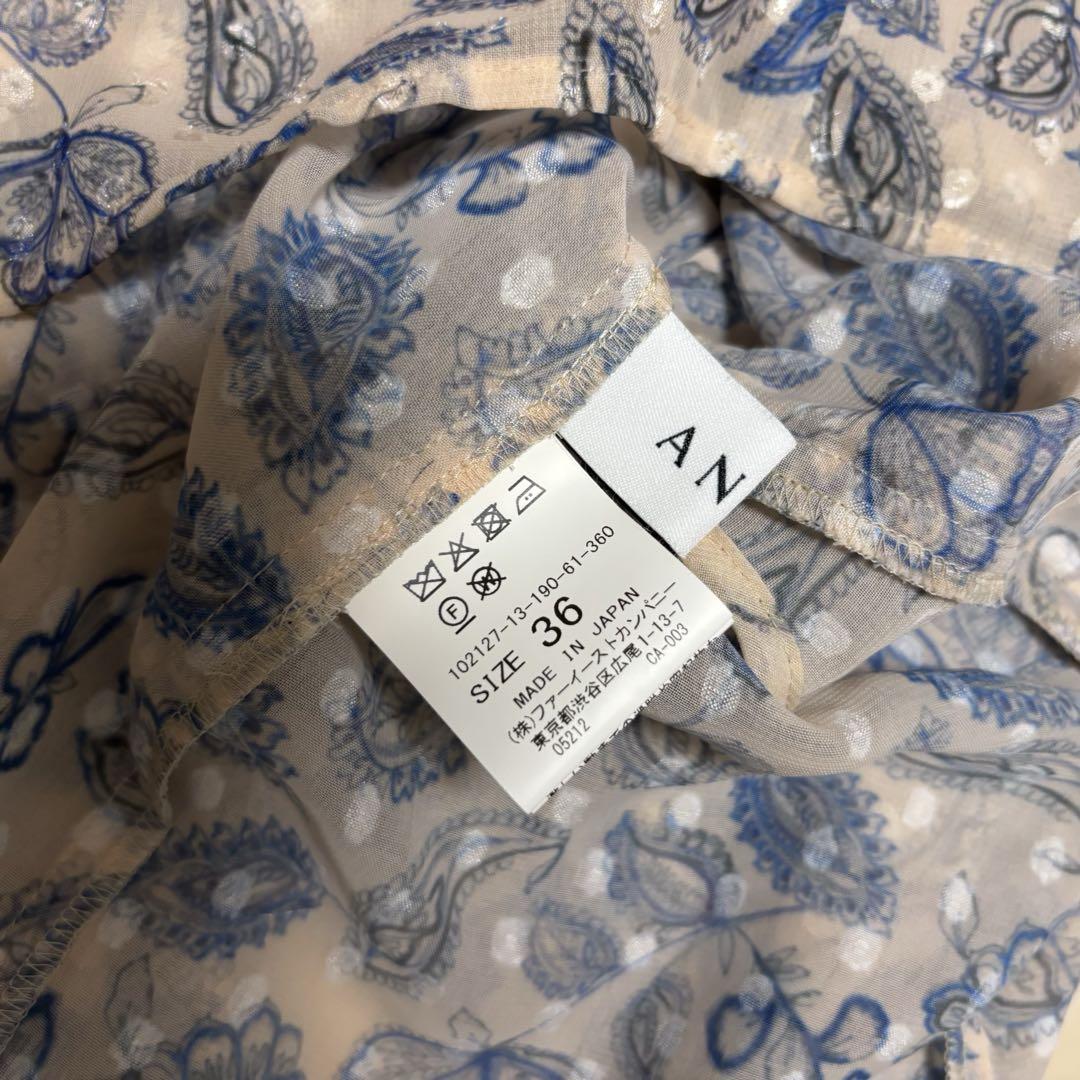 AN
F
W
102127-13-190-61-360
SIZE 36
MADE IN JAPAN
(株)ファーイーストカンパニー
東京都渋谷区広尾1-13-7
05212 CA-003